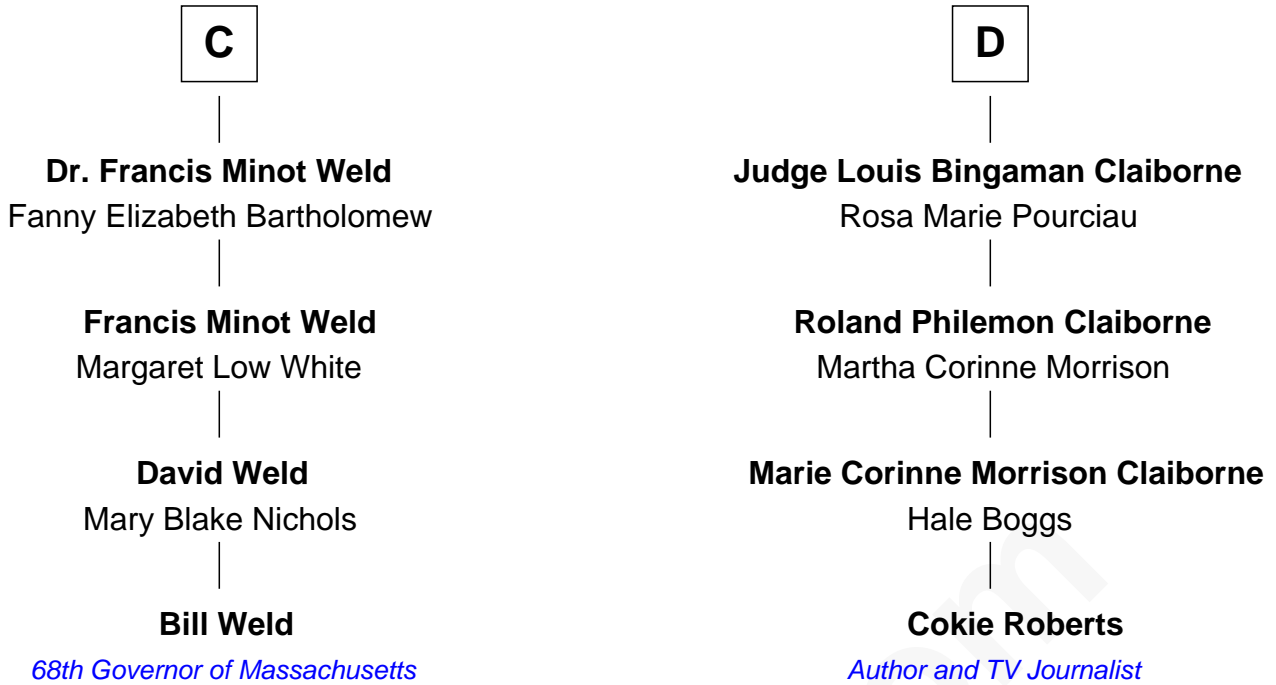 C
Dr. Francis Minot Weld
Fanny Elizabeth Bartholomew
Francis Minot Weld
Margaret Low White
David Weld
Mary Blake Nichols
Bill Weld
68th Governor of Massachusetts
D
Judge Louis Bingaman Claiborne
Rosa Marie Pourciau
Roland Philemon Claiborne
Martha Corinne Morrison
Marie Corinne Morrison Claiborne
Hale Boggs
Cokie Roberts
Author and TV Journalist